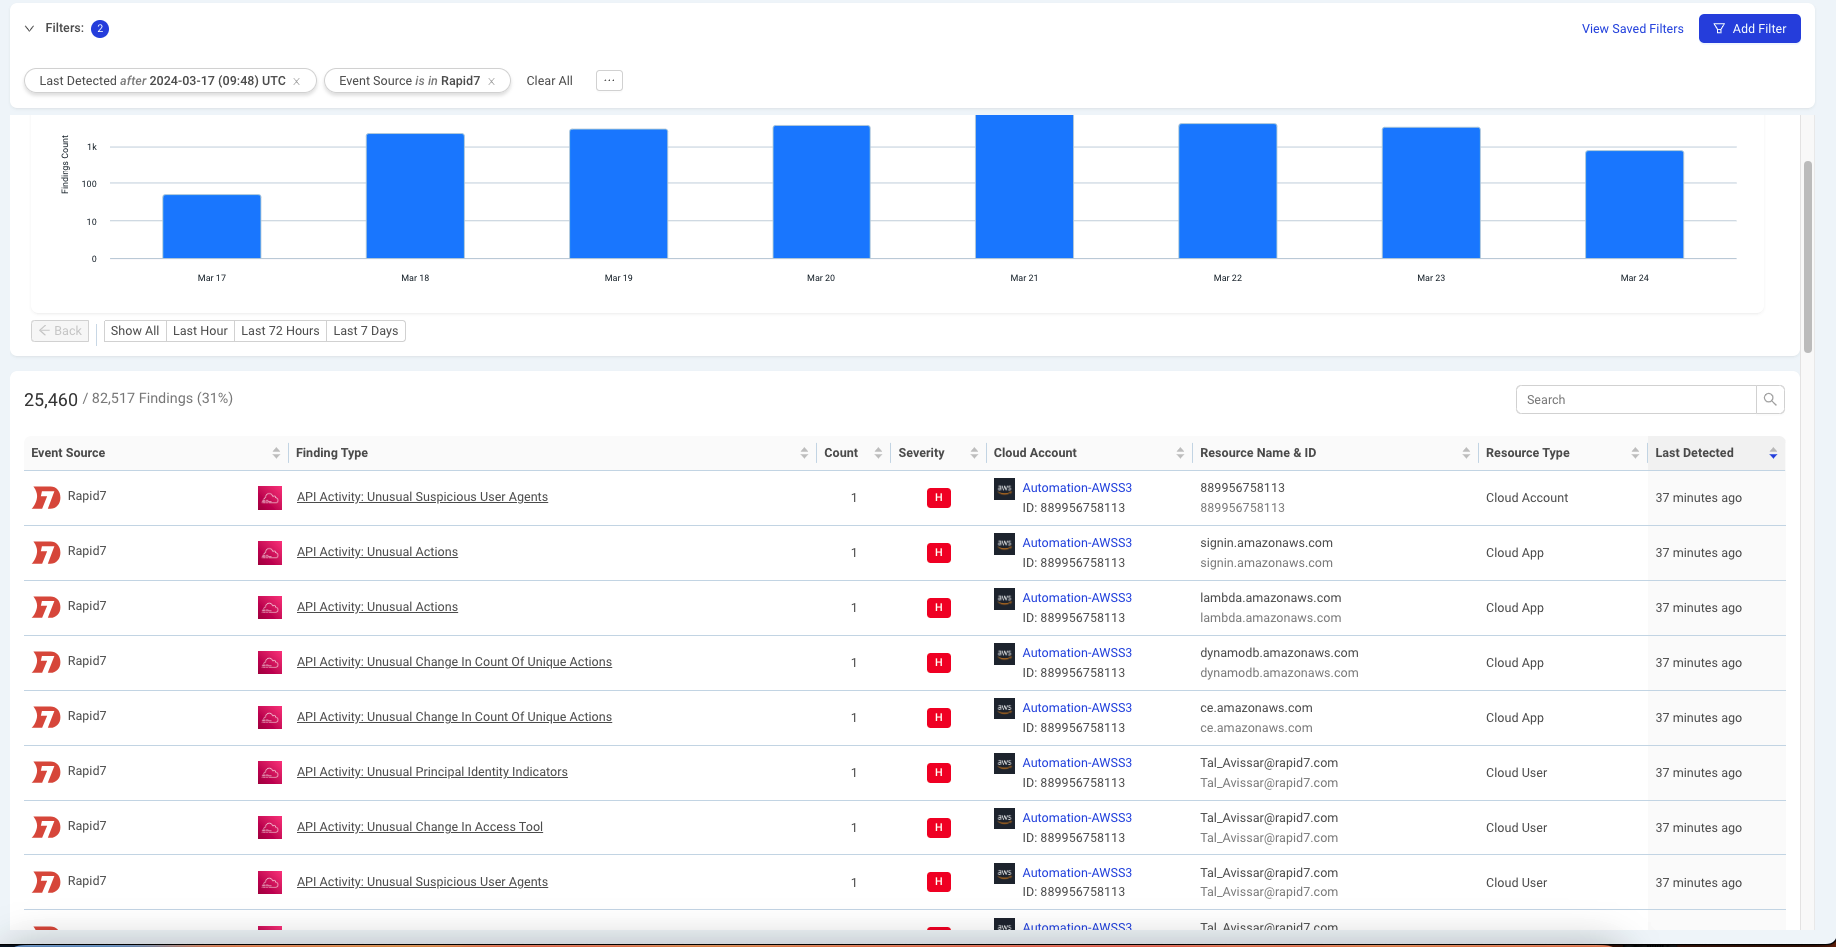 Filters: 2
View Saved Filters
Add Filter
Last Detected after 2024-03-17 (09:48) UTC ×
Event Source is in Rapid7 ×
Clear All
···
Findings Count
1k
100
10
0
Mar 17 Mar 18 Mar 19 Mar 20 Mar 21 Mar 22 Mar 23 Mar 24
Back Show All Last Hour Last 72 Hours Last 7 Days
25,460 / 82,517 Findings (31%)
Search
Event Source Finding Type Count Severity Cloud Account Resource Name & ID Resource Type Last Detected
Rapid7 API Activity: Unusual Suspicious User Agents 1 H aws Automation-AWSS3 889956758113 Cloud Account 37 minutes ago
ID: 889956758113 889956758113
Rapid7 API Activity: Unusual Actions 1 H aws Automation-AWSS3 signin.amazonaws.com Cloud App 37 minutes ago
ID: 889956758113 signin.amazonaws.com
Rapid7 API Activity: Unusual Actions 1 H aws Automation-AWSS3 lambda.amazonaws.com Cloud App 37 minutes ago
ID: 889956758113 lambda.amazonaws.com
Rapid7 API Activity: Unusual Change In Count Of Unique Actions 1 H aws Automation-AWSS3 dynamodb.amazonaws.com Cloud App 37 minutes ago
ID: 889956758113 dynamodb.amazonaws.com
Rapid7 API Activity: Unusual Change In Count Of Unique Actions 1 H aws Automation-AWSS3 ce.amazonaws.com Cloud App 37 minutes ago
ID: 889956758113 ce.amazonaws.com
Rapid7 API Activity: Unusual Principal Identity Indicators 1 H aws Automation-AWSS3 Tal_Avissar@rapid7.com Cloud User 37 minutes ago
ID: 889956758113 Tal_Avissar@rapid7.com
Rapid7 API Activity: Unusual Change In Access Tool 1 H aws Automation-AWSS3 Tal_Avissar@rapid7.com Cloud User 37 minutes ago
ID: 889956758113 Tal_Avissar@rapid7.com
Rapid7 API Activity: Unusual Suspicious User Agents 1 H aws Automation-AWSS3 Tal_Avissar@rapid7.com Cloud User 37 minutes ago
ID: 889956758113 Tal_Avissar@rapid7.com
aws Automation-AWSS3 Tal_Avissar@rapid7.com